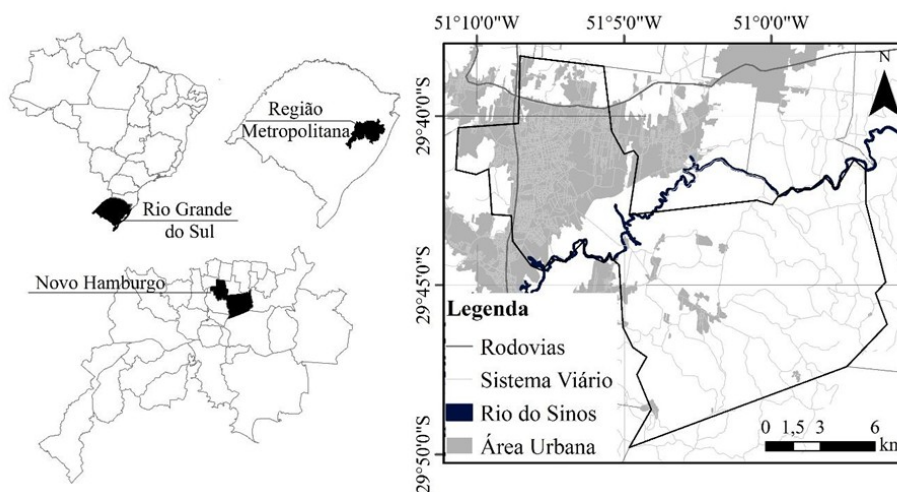 Região
Metropolitana
Rio Grande
do Sul
Novo Hamburgo
51°10'0"W
51°5'0"W
51°0'0"W
29°40'0"S
29°45'0"S
29°50'0"S
N
Legenda
Rodovias
Sistema Viário
Rio do Sinos
Área Urbana
0 1,5 3 6
km